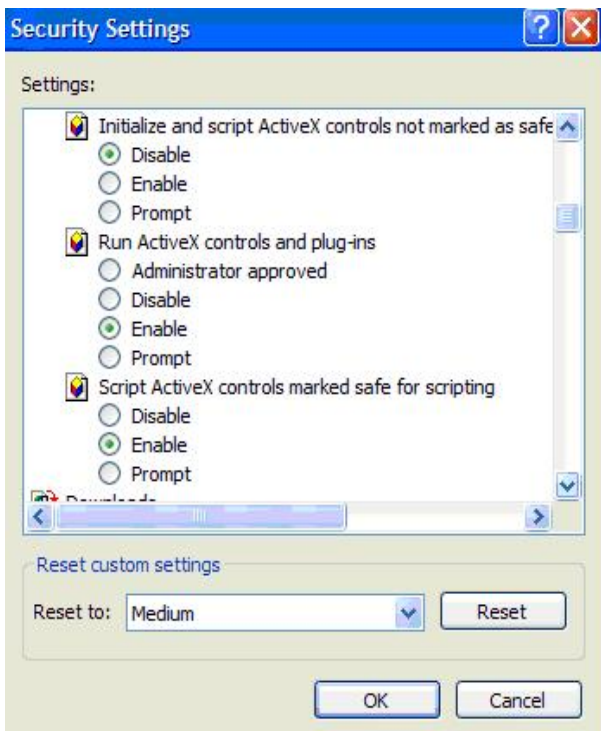 Security Settings
Settings:
Initialize and script ActiveX controls not marked as safe
Disable
Enable
Prompt
Run ActiveX controls and plug-ins
Administrator approved
Disable
Enable
Prompt
Script ActiveX controls marked safe for scripting
Disable
Enable
Prompt
Downloads
Reset custom settings
Reset to: Medium Reset
OK Cancel